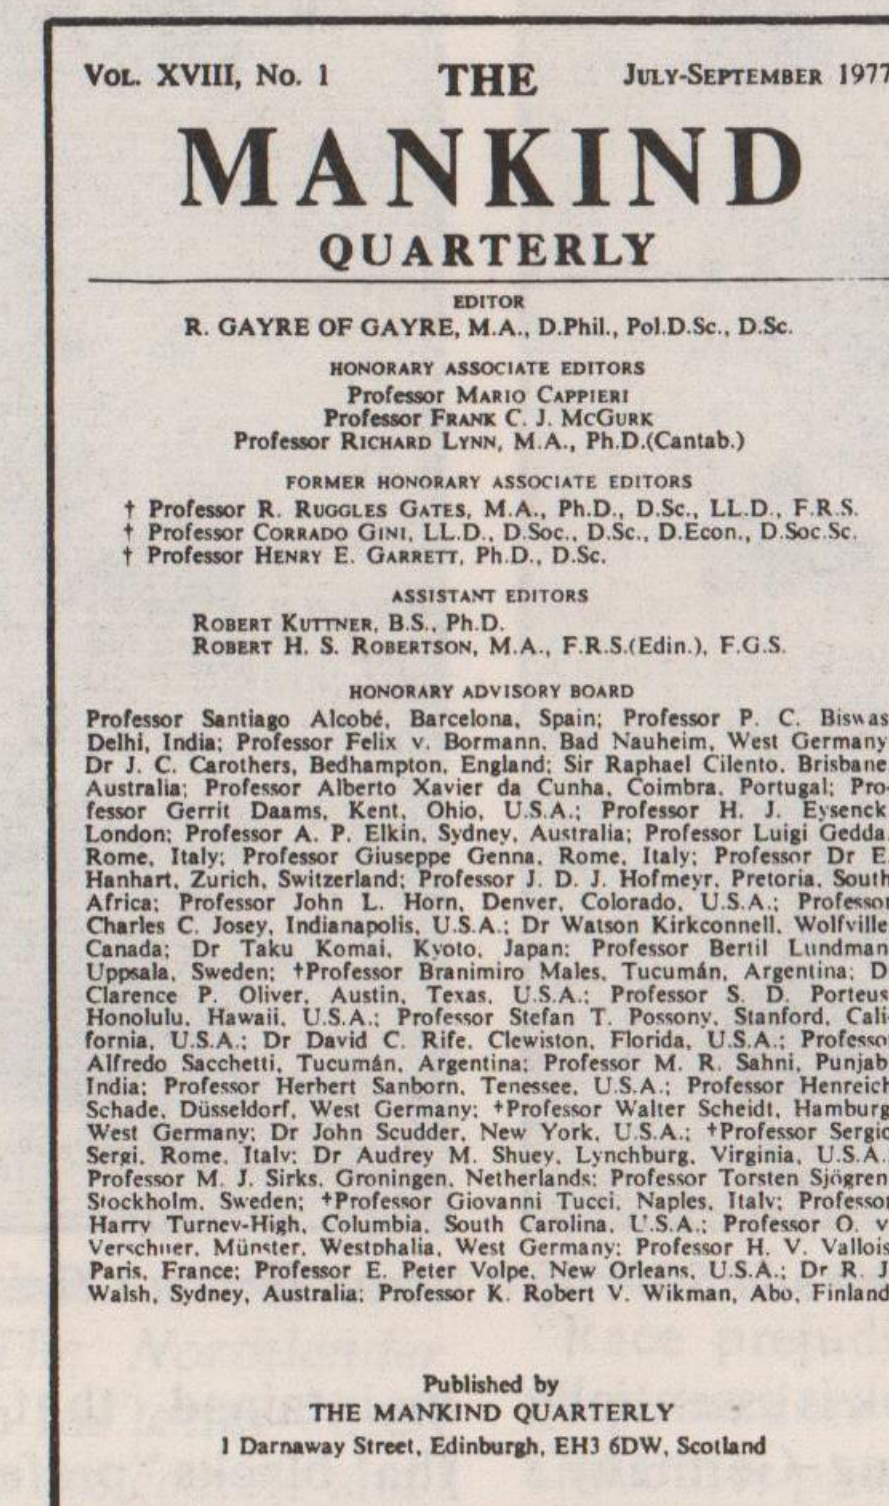 VOL. XVIII, No. 1 THE JULY-SEPTEMBER 1977
MANKIND
QUARTERLY
EDITOR
R. GAYRE OF GAYRE, M.A., D.Phil., Pol.D.Sc., D.Sc.
HONORARY ASSOCIATE EDITORS
Professor MARIO CAPPIERI
Professor FRANK C. J. MCGURK
Professor RICHARD LYNN, M.A., Ph.D.(Cantab.)
FORMER HONORARY ASSOCIATE EDITORS
† Professor R. RUGGLES GATES, M.A., Ph.D., D.Sc., LL.D., F.R.S.
† Professor CORRADO GINI, LL.D., D.Soc., D.Sc., D.Econ., D.Soc.Sc.
† Professor HENRY E. GARRETT, Ph.D., D.Sc.
ASSISTANT EDITORS
ROBERT KUTTNER, B.S., Ph.D.
ROBERT H. S. ROBERTSON, M.A., F.R.S.(Edin.), F.G.S.
HONORARY ADVISORY BOARD
Professor Santiago Alcobé, Barcelona, Spain; Professor P. C. Biswas
Delhi, India; Professor Felix v. Bormann, Bad Nauheim, West Germany
Dr J. C. Carothers, Bedhampton, England; Sir Raphael Cilento, Brisbane
Australia; Professor Alberto Xavier da Cunha, Coimbra, Portugal; Pro-
fessor Gerrit Daams, Kent, Ohio, U.S.A.; Professor H. J. Eysenck
London; Professor A. P. Elkin, Sydney, Australia; Professor Luigi Gedda,
Rome, Italy; Professor Giuseppe Genna, Rome, Italy; Professor Dr E.
Hanhart, Zurich, Switzerland; Professor J. D. J. Hofmeyr, Pretoria, South
Africa; Professor John L. Horn, Denver, Colorado, U.S.A.; Professor
Charles C. Josey, Indianapolis, U.S.A.; Dr Watson Kirkconnell, Wolfville
Canada; Dr Taku Komai, Kyoto, Japan; Professor Bertil Lundman
Uppsala, Sweden; †Professor Branimiro Males, Tucumán, Argentina; D
Clarence P. Oliver, Austin, Texas, U.S.A.; Professor S. D. Porteus
Honolulu, Hawaii, U.S.A.; Professor Stefan T. Possony, Stanford, Cali
fornia, U.S.A.; Dr David C. Rife, Clewiston, Florida, U.S.A.; Professo
Alfredo Sacchetti, Tucumán, Argentina; Professor M. R. Sahni, Punjab
India; Professor Herhert Sanborn, Tenessee, U.S.A.; Professor Henreich
Schade, Düsseldorf, West Germany; †Professor Walter Scheidt, Hamburg
West Germany; Dr John Scudder, New York, U.S.A.; †Professor Sergio
Sergi, Rome, Italy; Dr Audrey M. Shuey, Lynchburg, Virginia, U.S.A.
Professor M. J. Sirks, Groningen, Netherlands; Professor Torsten Sjögren
Stockholm, Sweden; †Professor Giovanni Tucci, Naples, Italy; Professor
Harry Turney-High, Columbia, South Carolina, U.S.A.; Professor O. v
Verschuer, Münster, Westphalia, West Germany; Professor H. V. Vallois
Paris, France; Professor E. Peter Volpe, New Orleans, U.S.A.; Dr R. J
Walsh, Sydney, Australia; Professor K. Robert V. Wikman, Abo, Finland
Published by
THE MANKIND QUARTERLY
1 Darnaway Street, Edinburgh, EH3 6DW, Scotland